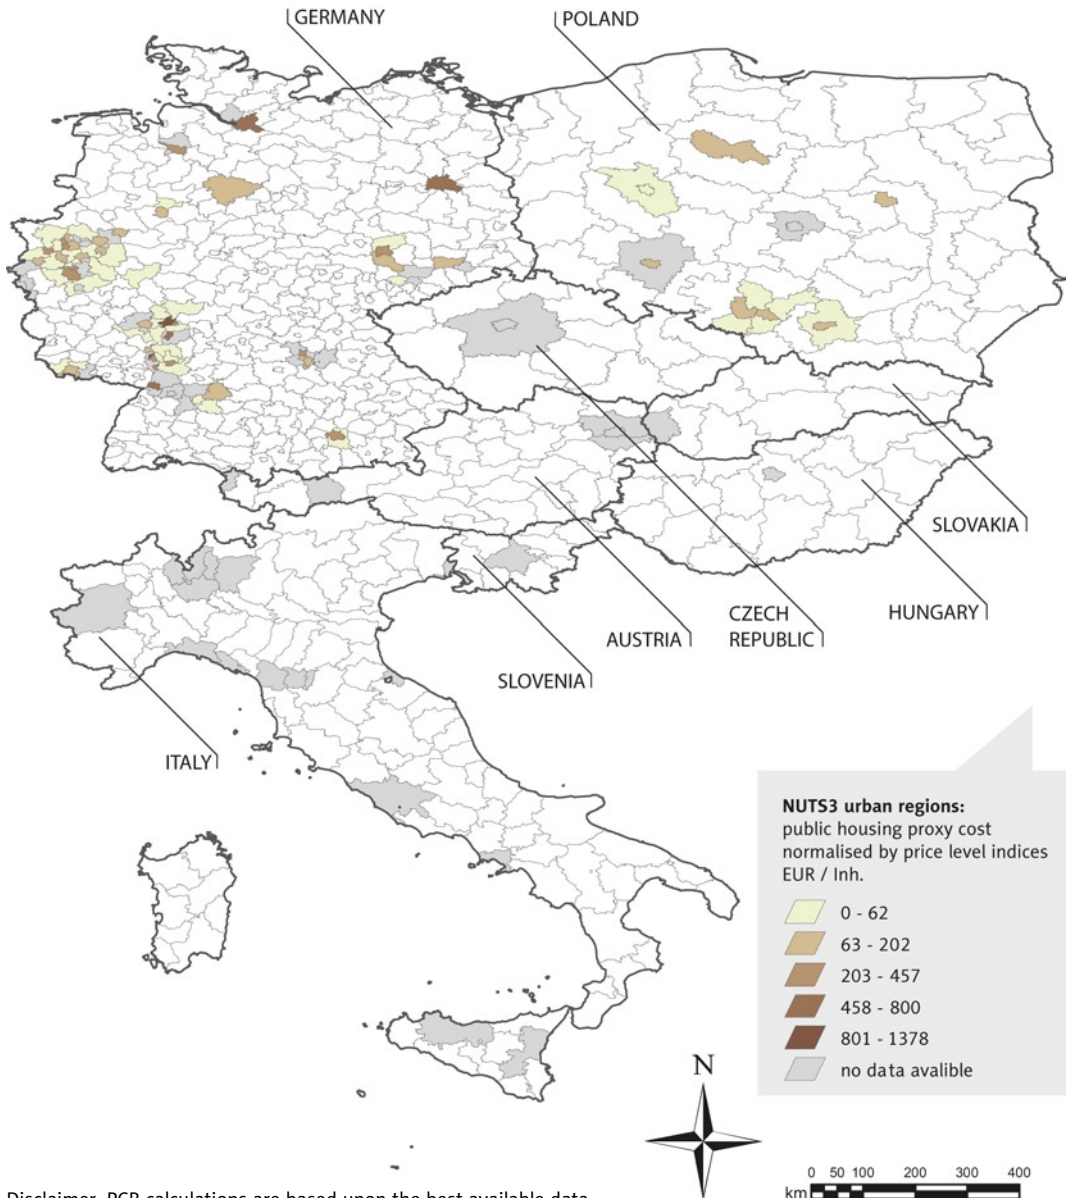 GERMANY
POLAND
SLOVAKIA
HUNGARY
CZECH
REPUBLIC
AUSTRIA
SLOVENIA
ITALY
NUTS3 urban regions:
public housing proxy cost
normalised by price level indices
EUR / Inh.
0 - 62
63 - 202
203 - 457
458 - 800
801 - 1378
no data avalible
N
0 50 100 200 300 400
km
Disclaimer: PCR calculations are based upon the best available data